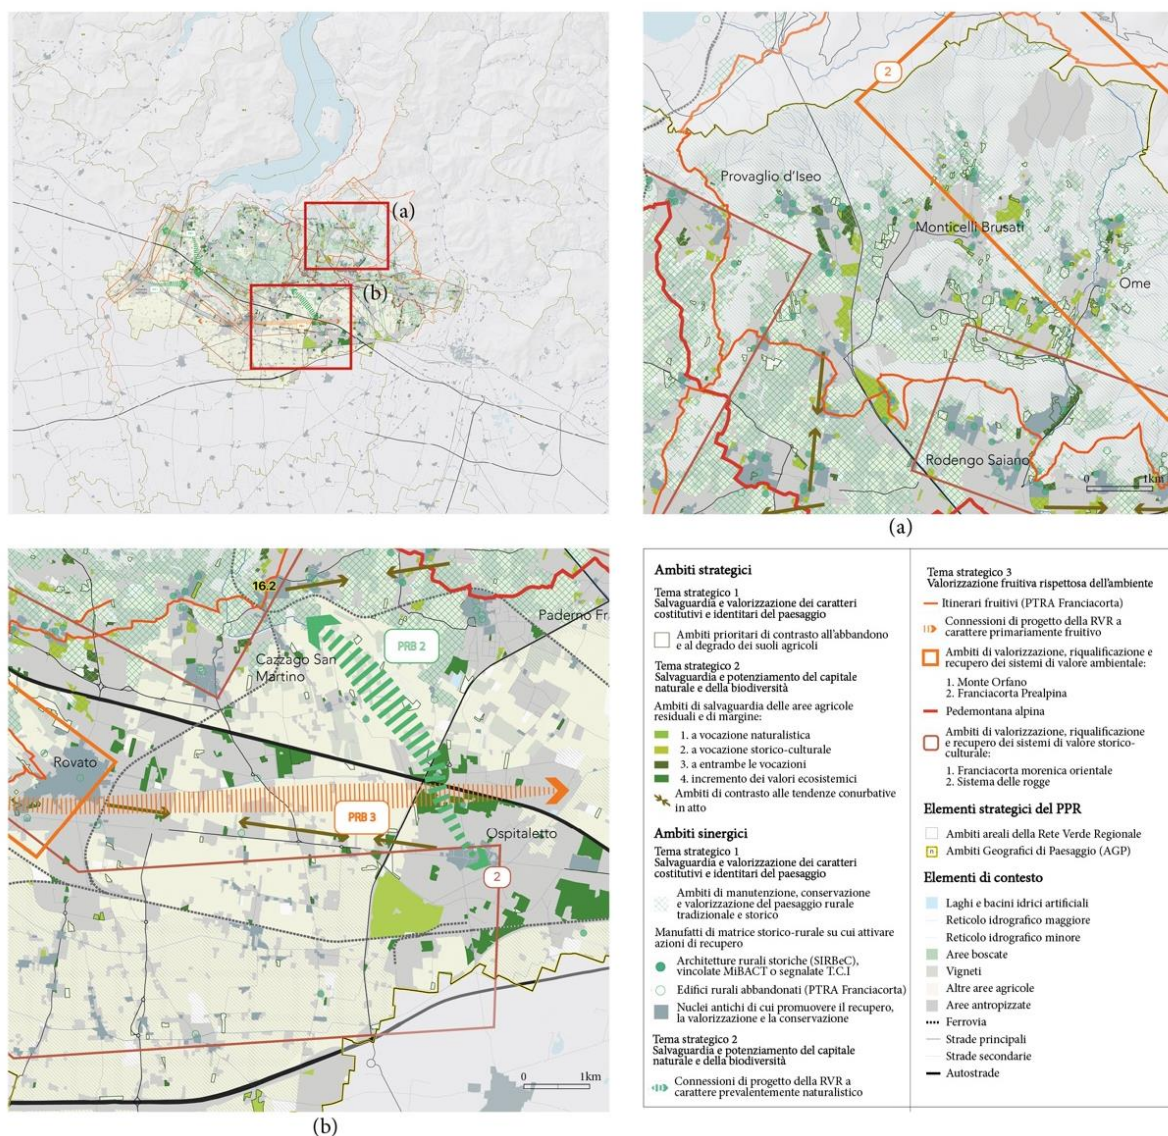 (a)
(b)
2
Provaglio d'Iseo
Monticelli Brusati
Ome
Rodengo Saiano
0 1km
(a)
16.2
Paderno Fr
PRB 2
Cazzago San
Martino
Rovato
PRB 3
Ospitaletto
2
0 1km
(b)
Ambiti strategici
Tema strategico 1
Salvaguardia e valorizzazione dei caratteri
costitutivi e identitari del paesaggio
Ambiti prioritari di contrasto all'abbandono
e al degrado dei suoli agricoli
Tema strategico 2
Salvaguardia e potenziamento del capitale
naturale e della biodiversità
Ambiti di salvaguardia delle aree agricole
residuali e di margine:
1. a vocazione naturalistica
2. a vocazione storico-culturale
3. a entrambe le vocazioni
4. incremento dei valori ecosistemici
Ambiti di contrasto alle tendenze conurbative
in atto
Ambiti sinergici
Tema strategico 1
Salvaguardia e valorizzazione dei caratteri
costitutivi e identitari del paesaggio
Ambiti di manutenzione, conservazione
e valorizzazione del paesaggio rurale
tradizionale e storico
Manufatti di matrice storico-rurale su cui attivare
azioni di recupero
Architetture rurali storiche (SIRBeC),
vincolate MiBACT o segnalate T.C.I
Edifici rurali abbandonati (PTRA Franciacorta)
Nuclei antichi di cui promuovere il recupero,
la valorizzazione e la conservazione
Tema strategico 2
Salvaguardia e potenziamento del capitale
naturale e della biodiversità
Connessioni di progetto della RVR a
carattere prevalentemente naturalistico
Tema strategico 3
Valorizzazione fruitiva rispettosa dell'ambiente
Itinerari fruitivi (PTRA Franciacorta)
Connessioni di progetto della RVR a
carattere primariamente fruitivo
Ambiti di valorizzazione, riqualificazione e
recupero dei sistemi di valore ambientale:
1. Monte Orfano
2. Franciacorta Prealpina
Pedemontana alpina
Ambiti di valorizzazione, riqualificazione
e recupero dei sistemi di valore storico-
culturale:
1. Franciacorta morenica orientale
2. Sistema delle rogge
Elementi strategici del PPR
Ambiti areali della Rete Verde Regionale
n Ambiti Geografici di Paesaggio (AGP)
Elementi di contesto
Laghi e bacini idrici artificiali
Reticolo idrografico maggiore
Reticolo idrografico minore
Aree boscate
Vigneti
Altre aree agricole
Aree antropizzate
Ferrovia
Strade principali
Strade secondarie
Autostrade